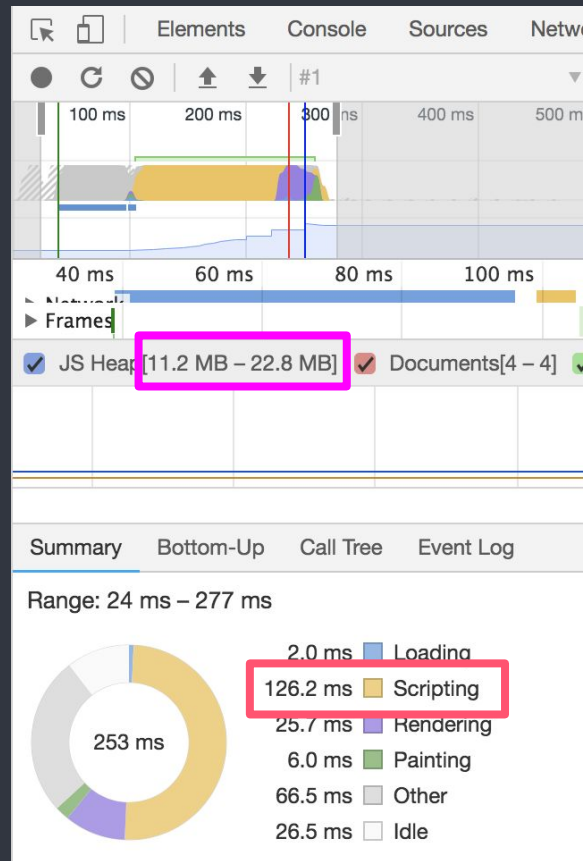 Elements Console Sources Netwo
#1
100 ms 200 ms 300 ms 400 ms 500 m
40 ms 60 ms 80 ms 100 ms
Network
Frames
JS Heap[11.2 MB – 22.8 MB] Documents[4 – 4]
Summary Bottom-Up Call Tree Event Log
Range: 24 ms – 277 ms
2.0 ms Loading
126.2 ms Scripting
25.7 ms Rendering
253 ms
6.0 ms Painting
66.5 ms Other
26.5 ms Idle